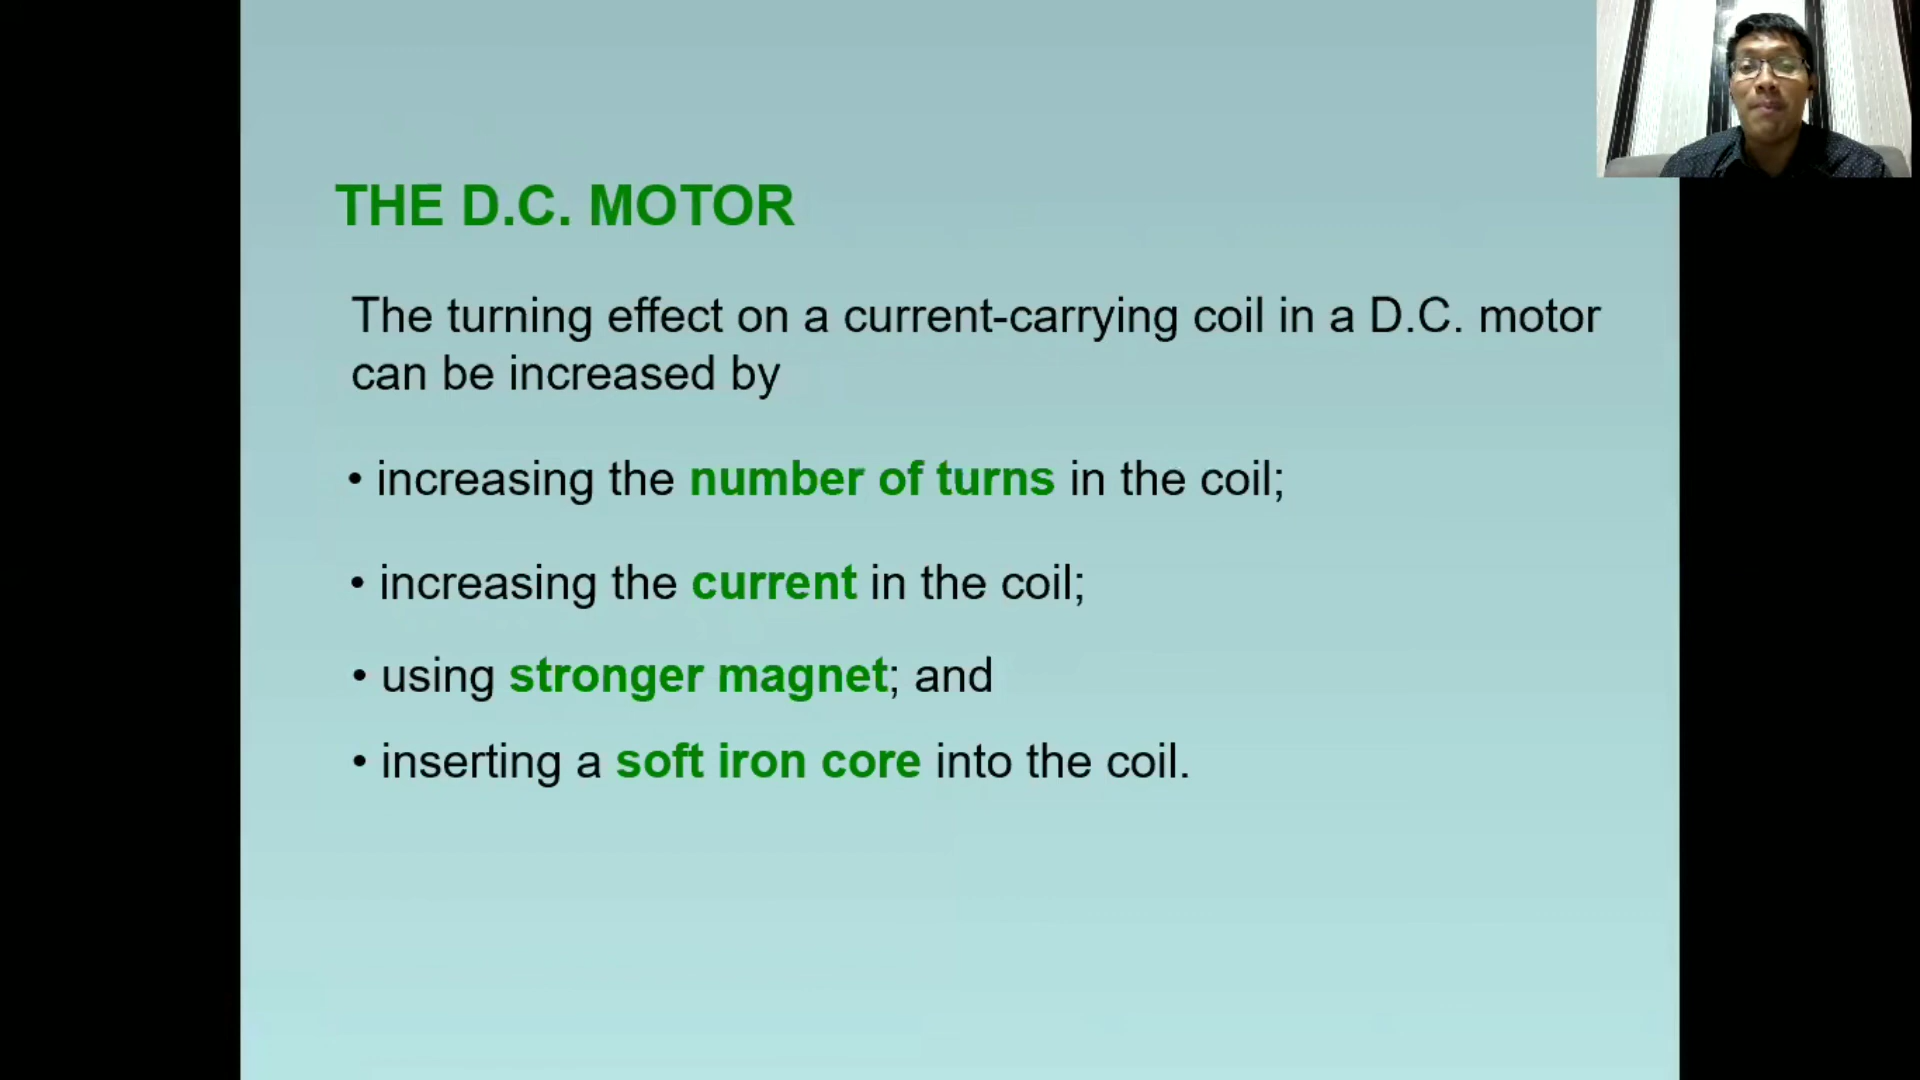 THE D.C. MOTOR
The turning effect on a current-carrying coil in a D.C. motor
can be increased by
• increasing the number of turns in the coil;
• increasing the current in the coil;
• using stronger magnet; and
• inserting a soft iron core into the coil.